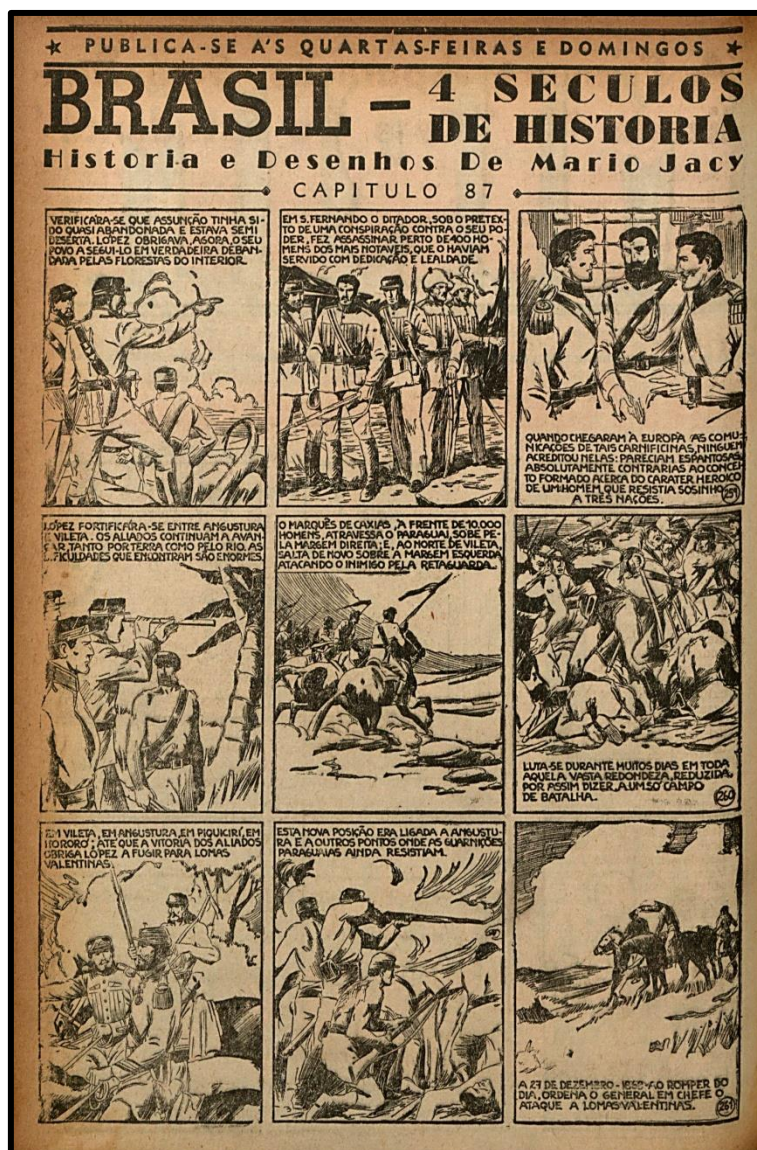 ★ PUBLICA-SE A'S QUARTAS-FEIRAS E DOMINGOS ★
BRASIL - 4 SECULOS
DE HISTORIA
Historia e Desenhos De Mario Jacy
CAPITULO 87
VERIFICÁRA-SE QUE ASSUNÇÃO TINHA SI-
DO QUASI ABANDONADA E ESTAVA SEMI
DESERTA. LÓPEZ OBRIGAVA, AGORA, O SEU
POVO A SEGUI-LO EM VERDADEIRA DEBAN-
DADA PELAS FLORESTAS DO INTERIOR.
EM S. FERNANDO O DITADOR, SOB O PRETEX-
TO DE UMA CONSPIRAÇÃO CONTRA O SEU PO-
DER, FEZ ASSASSINAR PERTO DE 400 HO-
MENS DOS MAIS NOTAVEIS, QUE O HAVIAM
SERVIDO COM DEDICAÇÃO E LEALDADE.
QUANDO CHEGARAM À EUROPA AS COMU-
NICAÇÕES DE TAIS CARNIFICINAS, NINGUEM
ACREDITOU NELAS: PARECIAM ESPANTOSAS,
ABSOLUTAMENTE CONTRARIAS AO CONCEI-
TO FORMADO ACERCA DO CARATER HEROICO
DE UM HOMEM QUE RESISTIA SOSINHO
A TRÊS NAÇÕES.
LÓPEZ FORTIFICÁRA-SE ENTRE ANGUSTURA
E VILETA. OS ALIADOS CONTINUAM A AVAN-
ÇAR TANTO POR TERRA COMO PELO RIO. AS
DIFICULDADES QUE ENCONTRAM SÃO ENORMES.
O MARQUÊS DE CAXIAS, À FRENTE DE 10.000
HOMENS, ATRAVESSA O PARAGUAI, SOBE PE-
LA MARGEM DIREITA; E, AO NORTE DE VILETA,
SALTA DE NOVO SOBRE A MARGEM ESQUERDA
ATACANDO O INIMIGO PELA RETAGUARDA.
LUTA-SE DURANTE MUITOS DIAS EM TODA
AQUELA VASTA REDONDEZA, REDUZIDA,
POR ASSIM DIZER, A UM SO CAMPO
DE BATALHA.
260
EM VILETA, EM ANGUSTURA, EM PIQUIKIRÍ, EM
ITORORÓ; ATÉ QUE A VITORIA DOS ALIADOS
OBRIGA LÓPEZ A FUGIR PARA LOMAS
VALENTINAS.
ESTA NOVA POSIÇÃO ERA LIGADA A ANGUSTU-
RA E A OUTROS PONTOS ONDE AS GUARNIÇÕES
PARAGUAIAS AINDA RESISTIAM.
A 27 DE DEZEMBRO - 1868 - AO ROMPER DO
DIA, ORDENA O GENERAL EM CHEFE O
ATAQUE A LOMAS VALENTINAS.
261